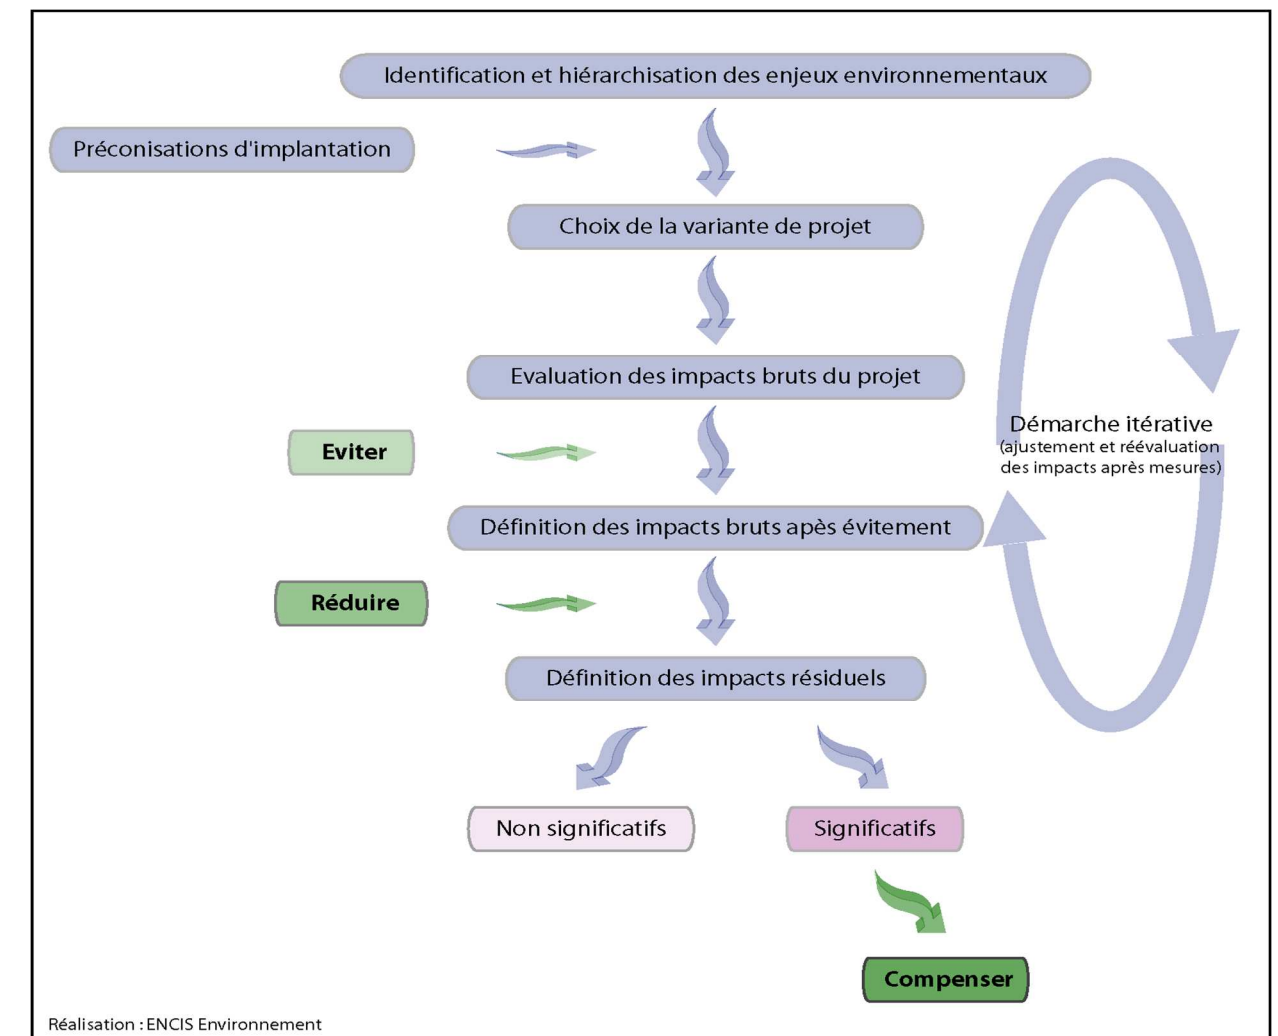 Identification et hiérarchisation des enjeux environnementaux
Préconisations d'implantation
Choix de la variante de projet
Evaluation des impacts bruts du projet
Démarche itérative
(ajustement et réévaluation
des impacts après mesures)
Eviter
Définition des impacts bruts apès évitement
Réduire
Définition des impacts résiduels
Non significatifs
Significatifs
Compenser
Réalisation : ENCIS Environnement